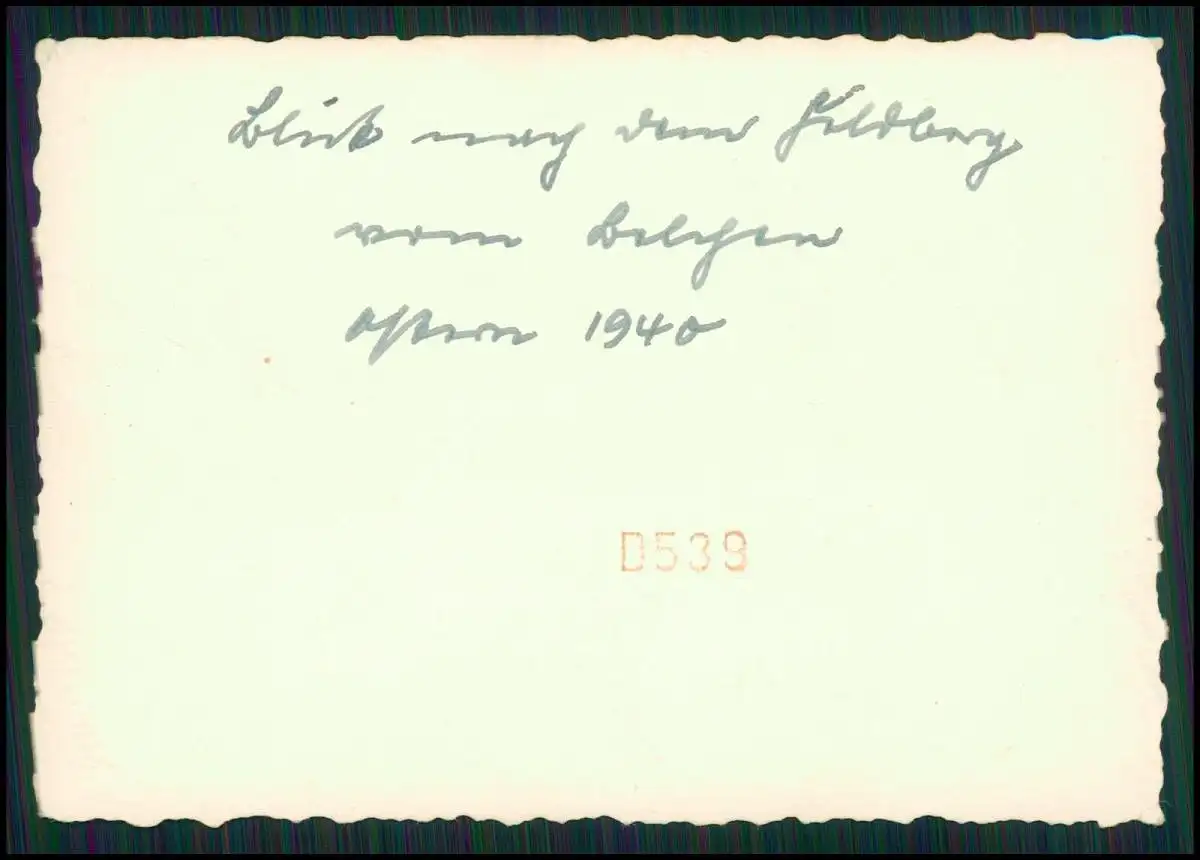 Blick nach dem Feldberg
vom Belchen
Ostern 1940
D539